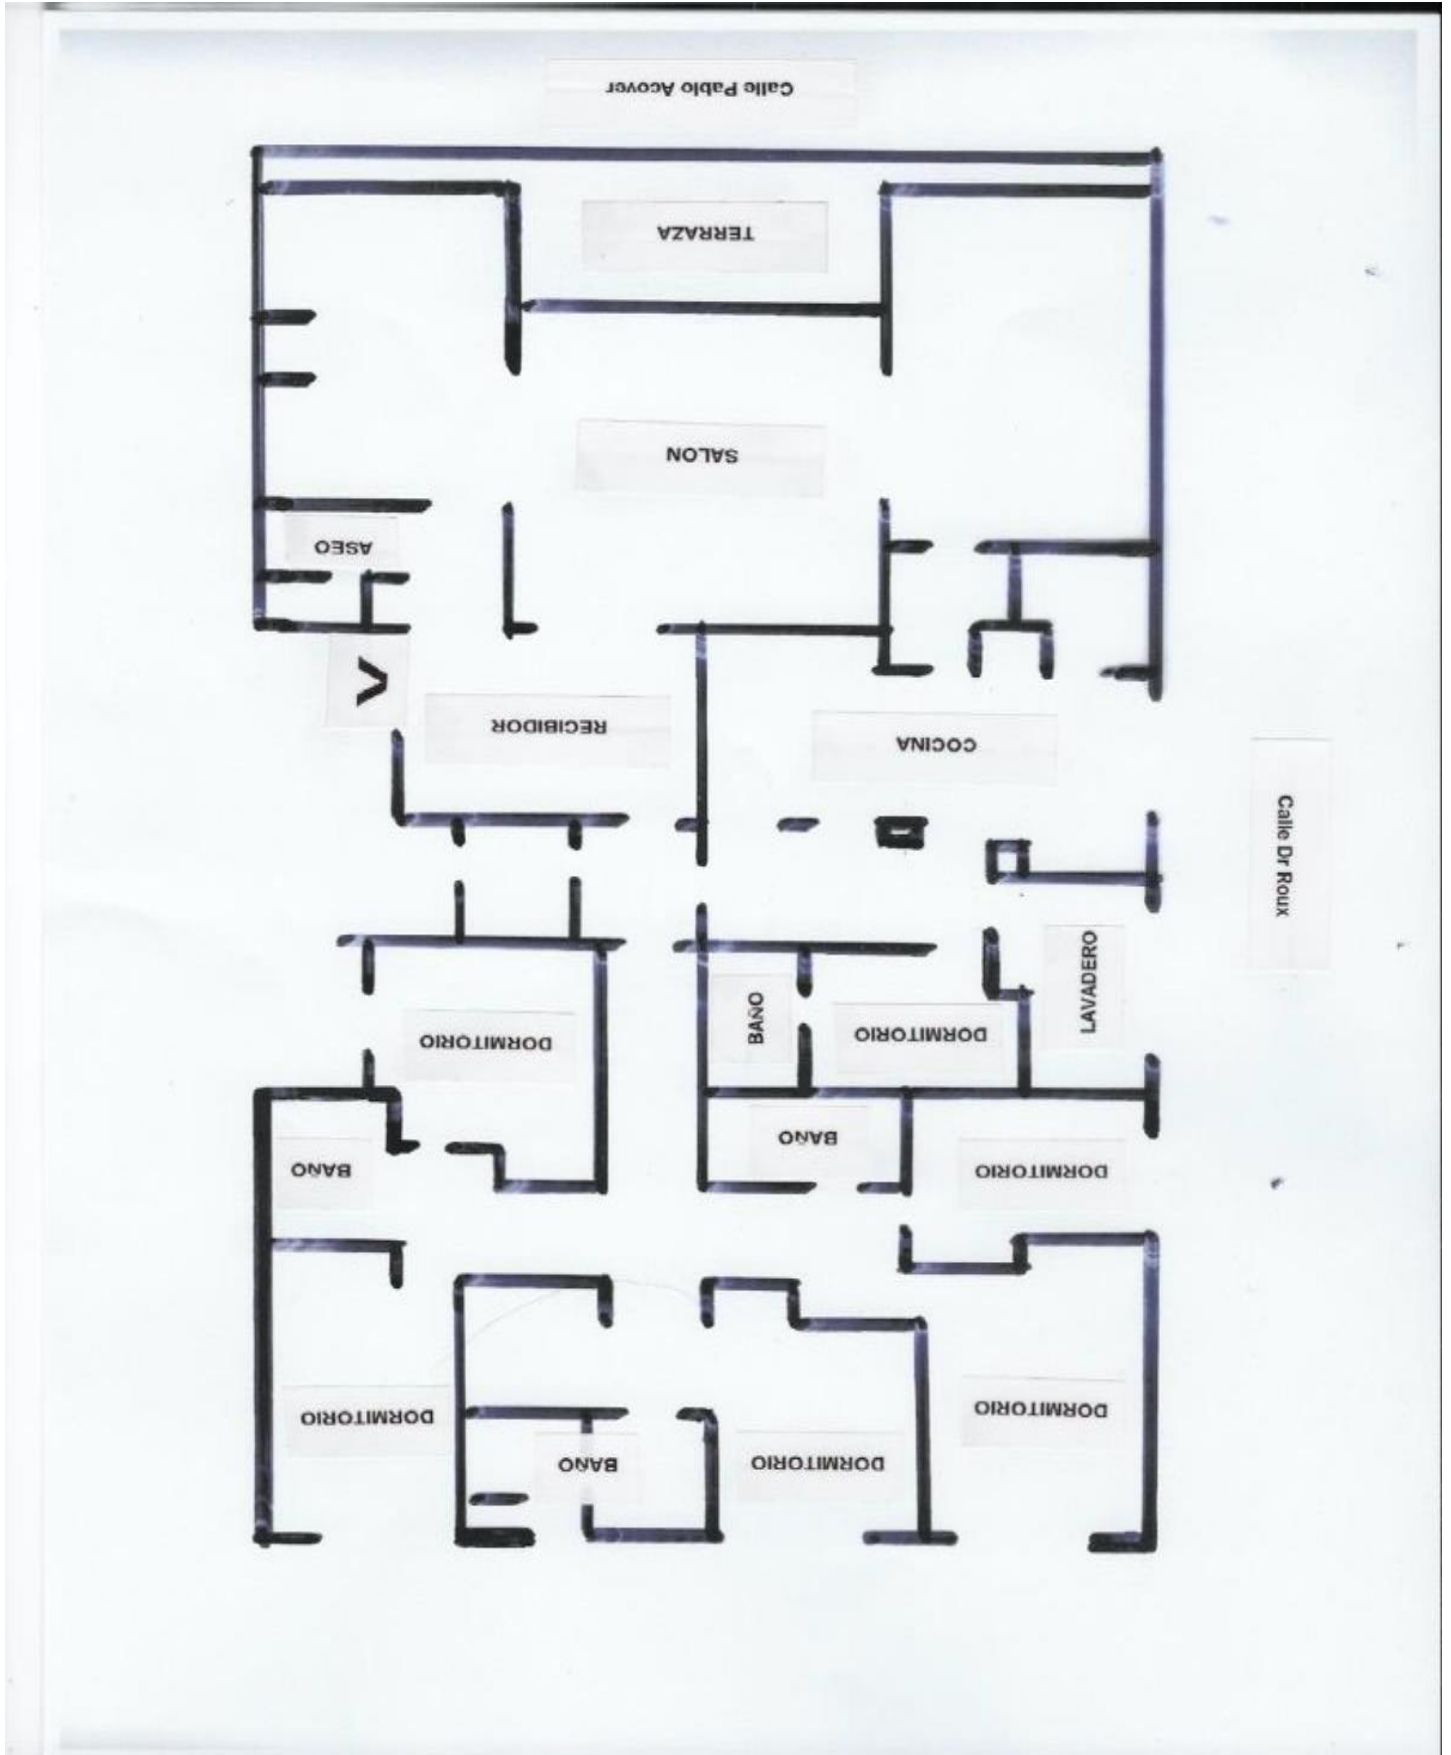 Calle Pablo Acover
TERRAZA
SALON
ASEO
RECIBIDOR
COCINA
Calle Dr Roux
LAVADERO
BAÑO
DORMITORIO
DORMITORIO
BAÑO
BAÑO
DORMITORIO
DORMITORIO
DORMITORIO
BAÑO
DORMITORIO